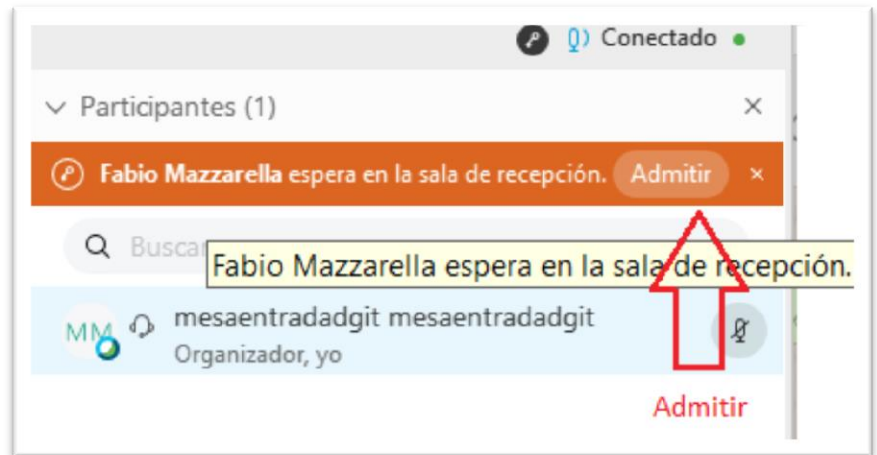 Conectado
Participantes (1)
Fabio Mazzarella espera en la sala de recepción. Admitir
Buscar
Fabio Mazzarella espera en la sala de recepción.
MM mesaentradadgit mesaentradadgit
Organizador, yo
Admitir